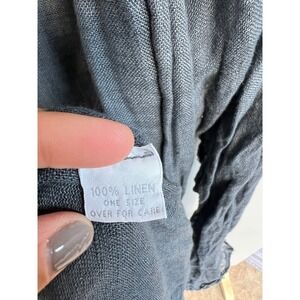 100% LINEN
ONE SIZE
OVER FOR CARE